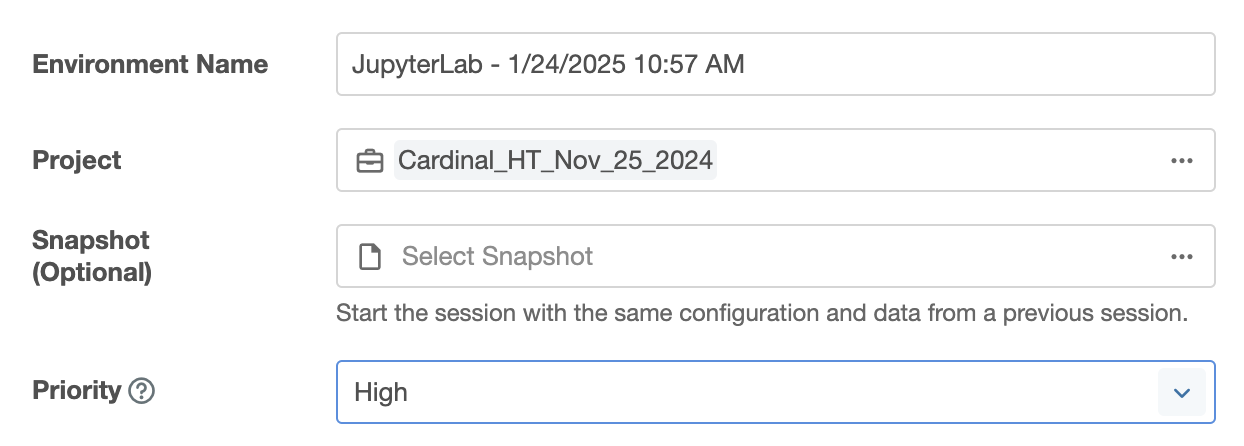 Environment Name
JupyterLab - 1/24/2025 10:57 AM
Project
Cardinal_HT_Nov_25_2024
...
Snapshot
(Optional)
Select Snapshot
...
Start the session with the same configuration and data from a previous session.
Priority ?
High